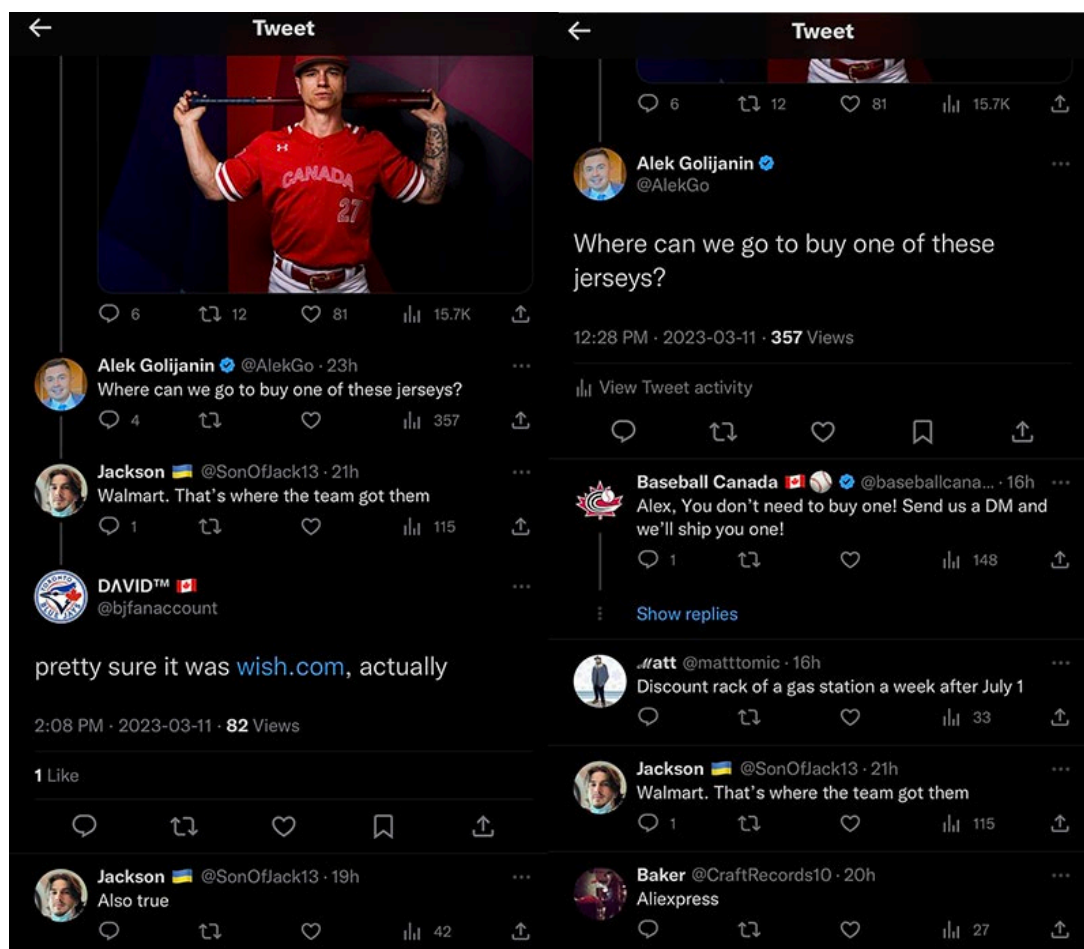 Tweet
CANADA
27
6 12 81 15.7K
Alek Golijanin @AlekGo · 23h
Where can we go to buy one of these jerseys?
4 357
Jackson 🇺🇦 @SonOfJack13 · 21h
Walmart. That's where the team got them
1 115
TORONTO
BLUE JAYS
DΛVID™ 🇨🇦
@bjfanaccount
pretty sure it was wish.com, actually
2:08 PM · 2023-03-11 · 82 Views
1 Like
Jackson 🇺🇦 @SonOfJack13 · 19h
Also true
42
Tweet
6 12 81 15.7K
Alek Golijanin
@AlekGo
Where can we go to buy one of these
jerseys?
12:28 PM · 2023-03-11 · 357 Views
View Tweet activity
Baseball Canada 🇨🇦⚾ @baseballcana... · 16h
Alex, You don't need to buy one! Send us a DM and
we'll ship you one!
1 148
Show replies
ℳatt @matttomic · 16h
Discount rack of a gas station a week after July 1
33
Jackson 🇺🇦 @SonOfJack13 · 21h
Walmart. That's where the team got them
1 115
Baker @CraftRecords10 · 20h
Aliexpress
27